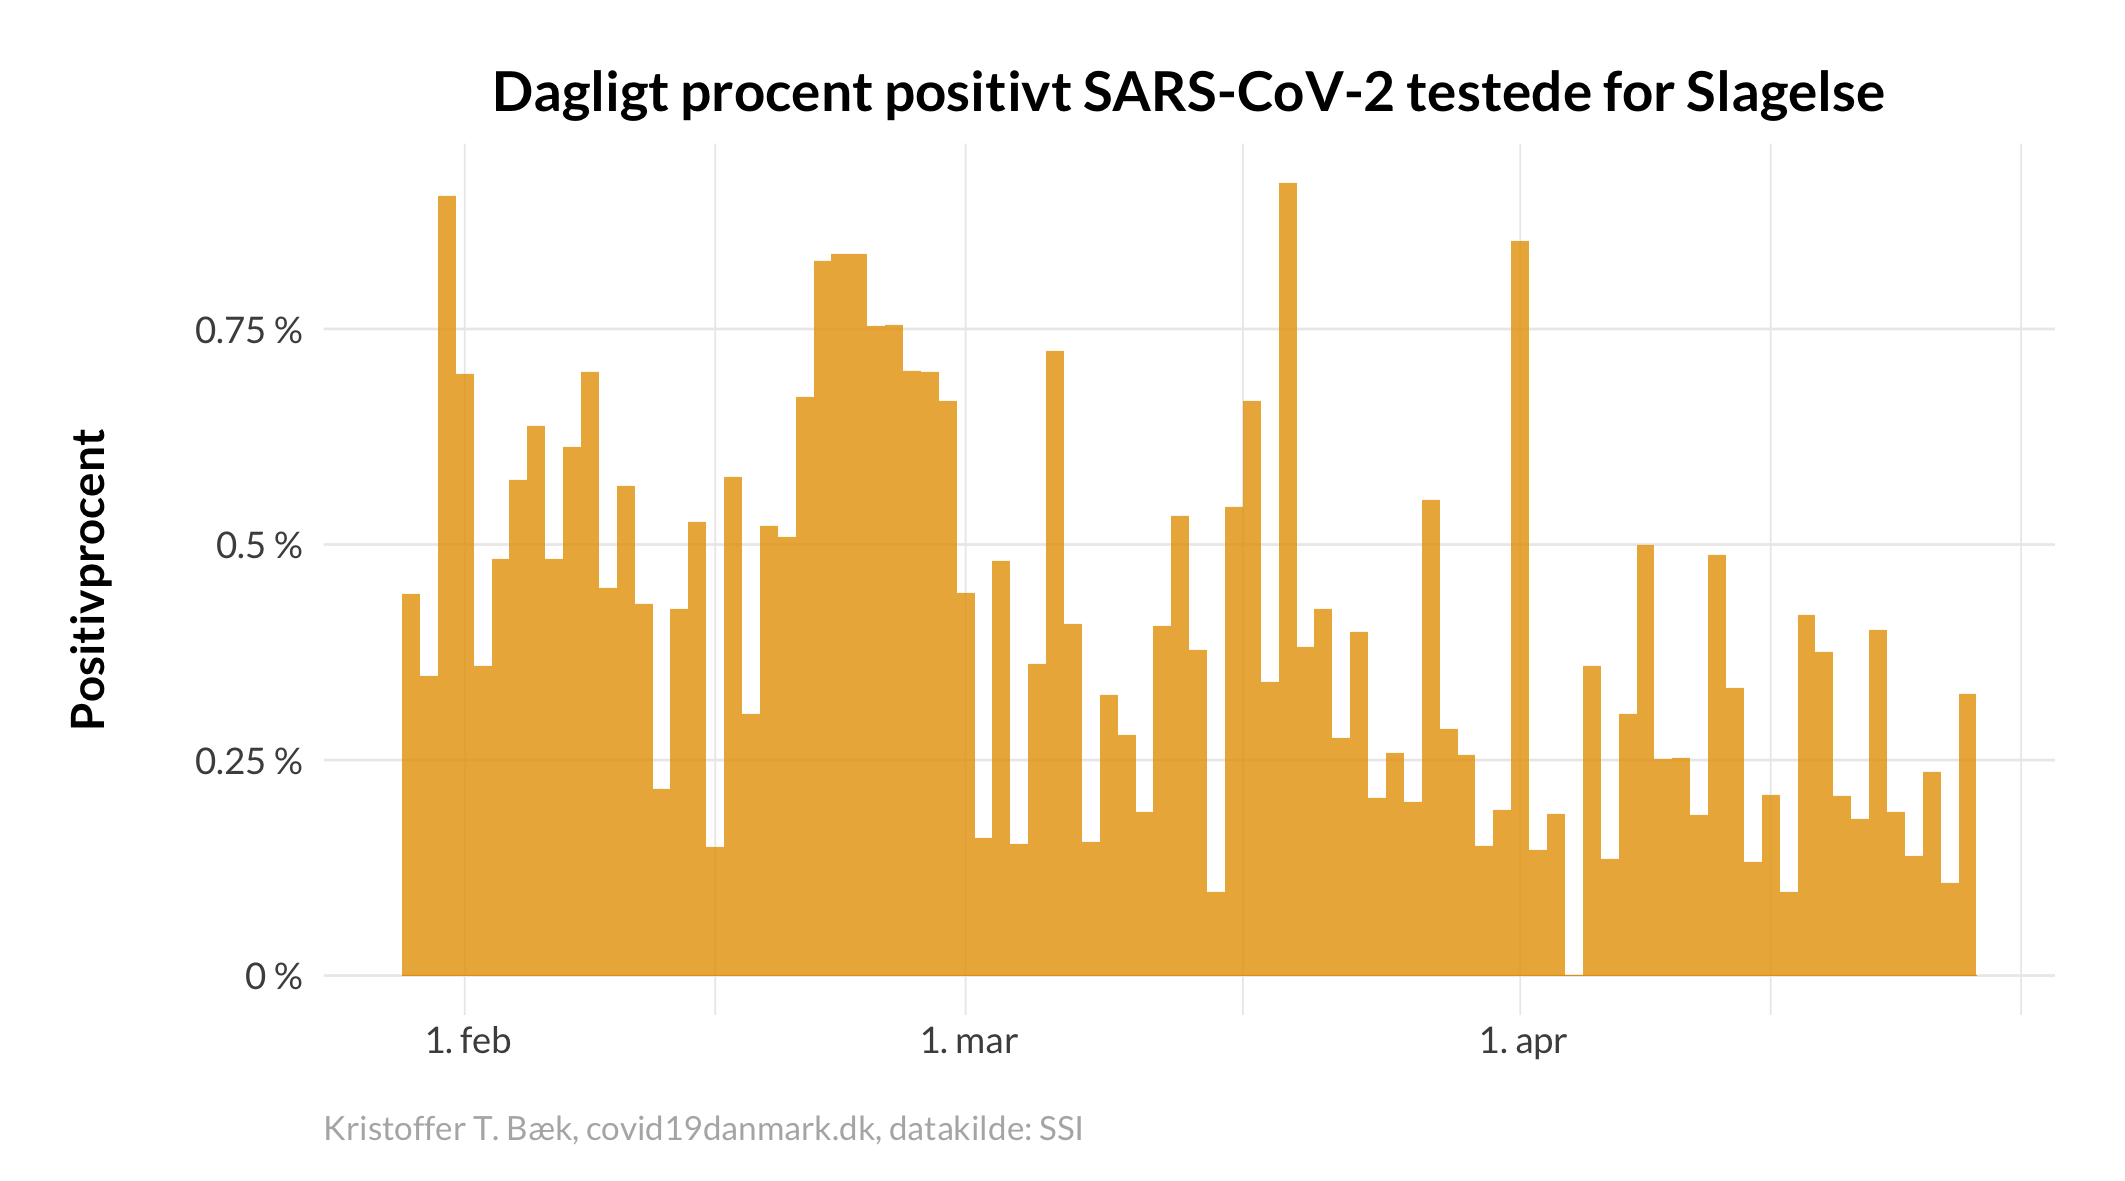 Dagligt procent positivt SARS-CoV-2 testede for Slagelse
Positivprocent
0.75 %
0.5 %
0.25 %
0 %
1. feb
1. mar
1. apr
Kristoffer T. Bæk, covid19danmark.dk, datakilde: SSI